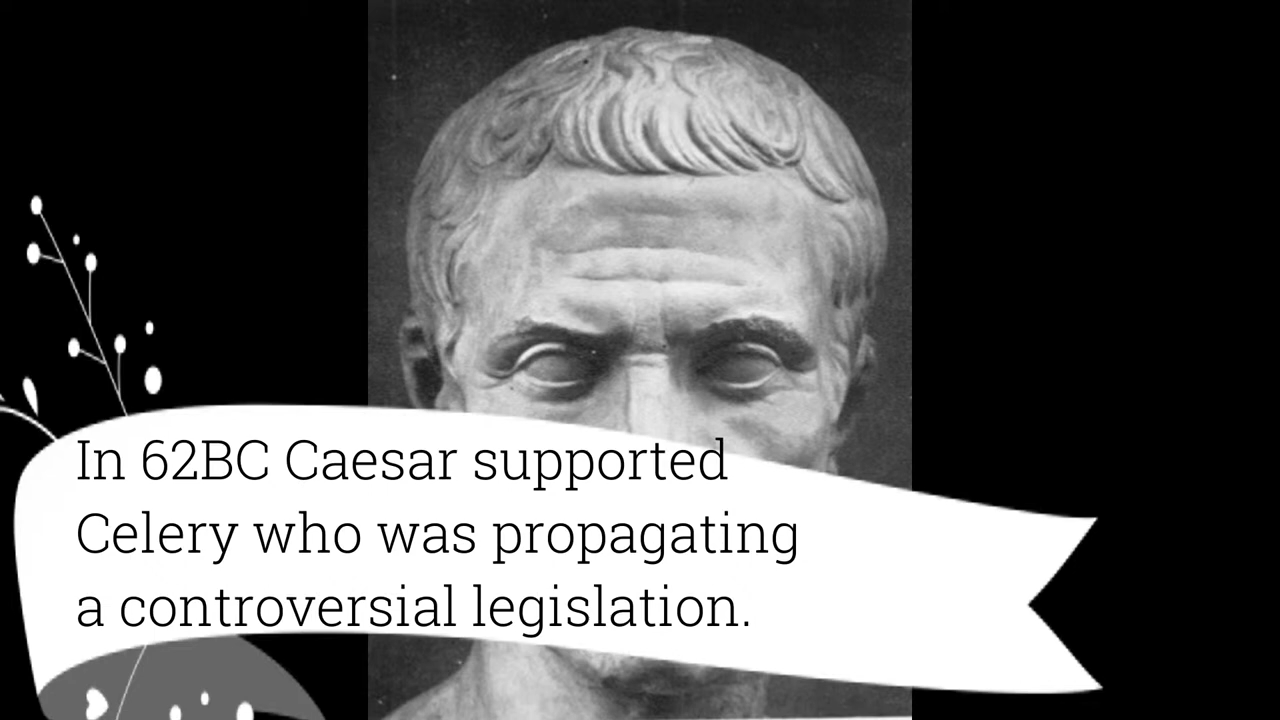 In 62BC Caesar supported
Celery who was propagating
a controversial legislation.